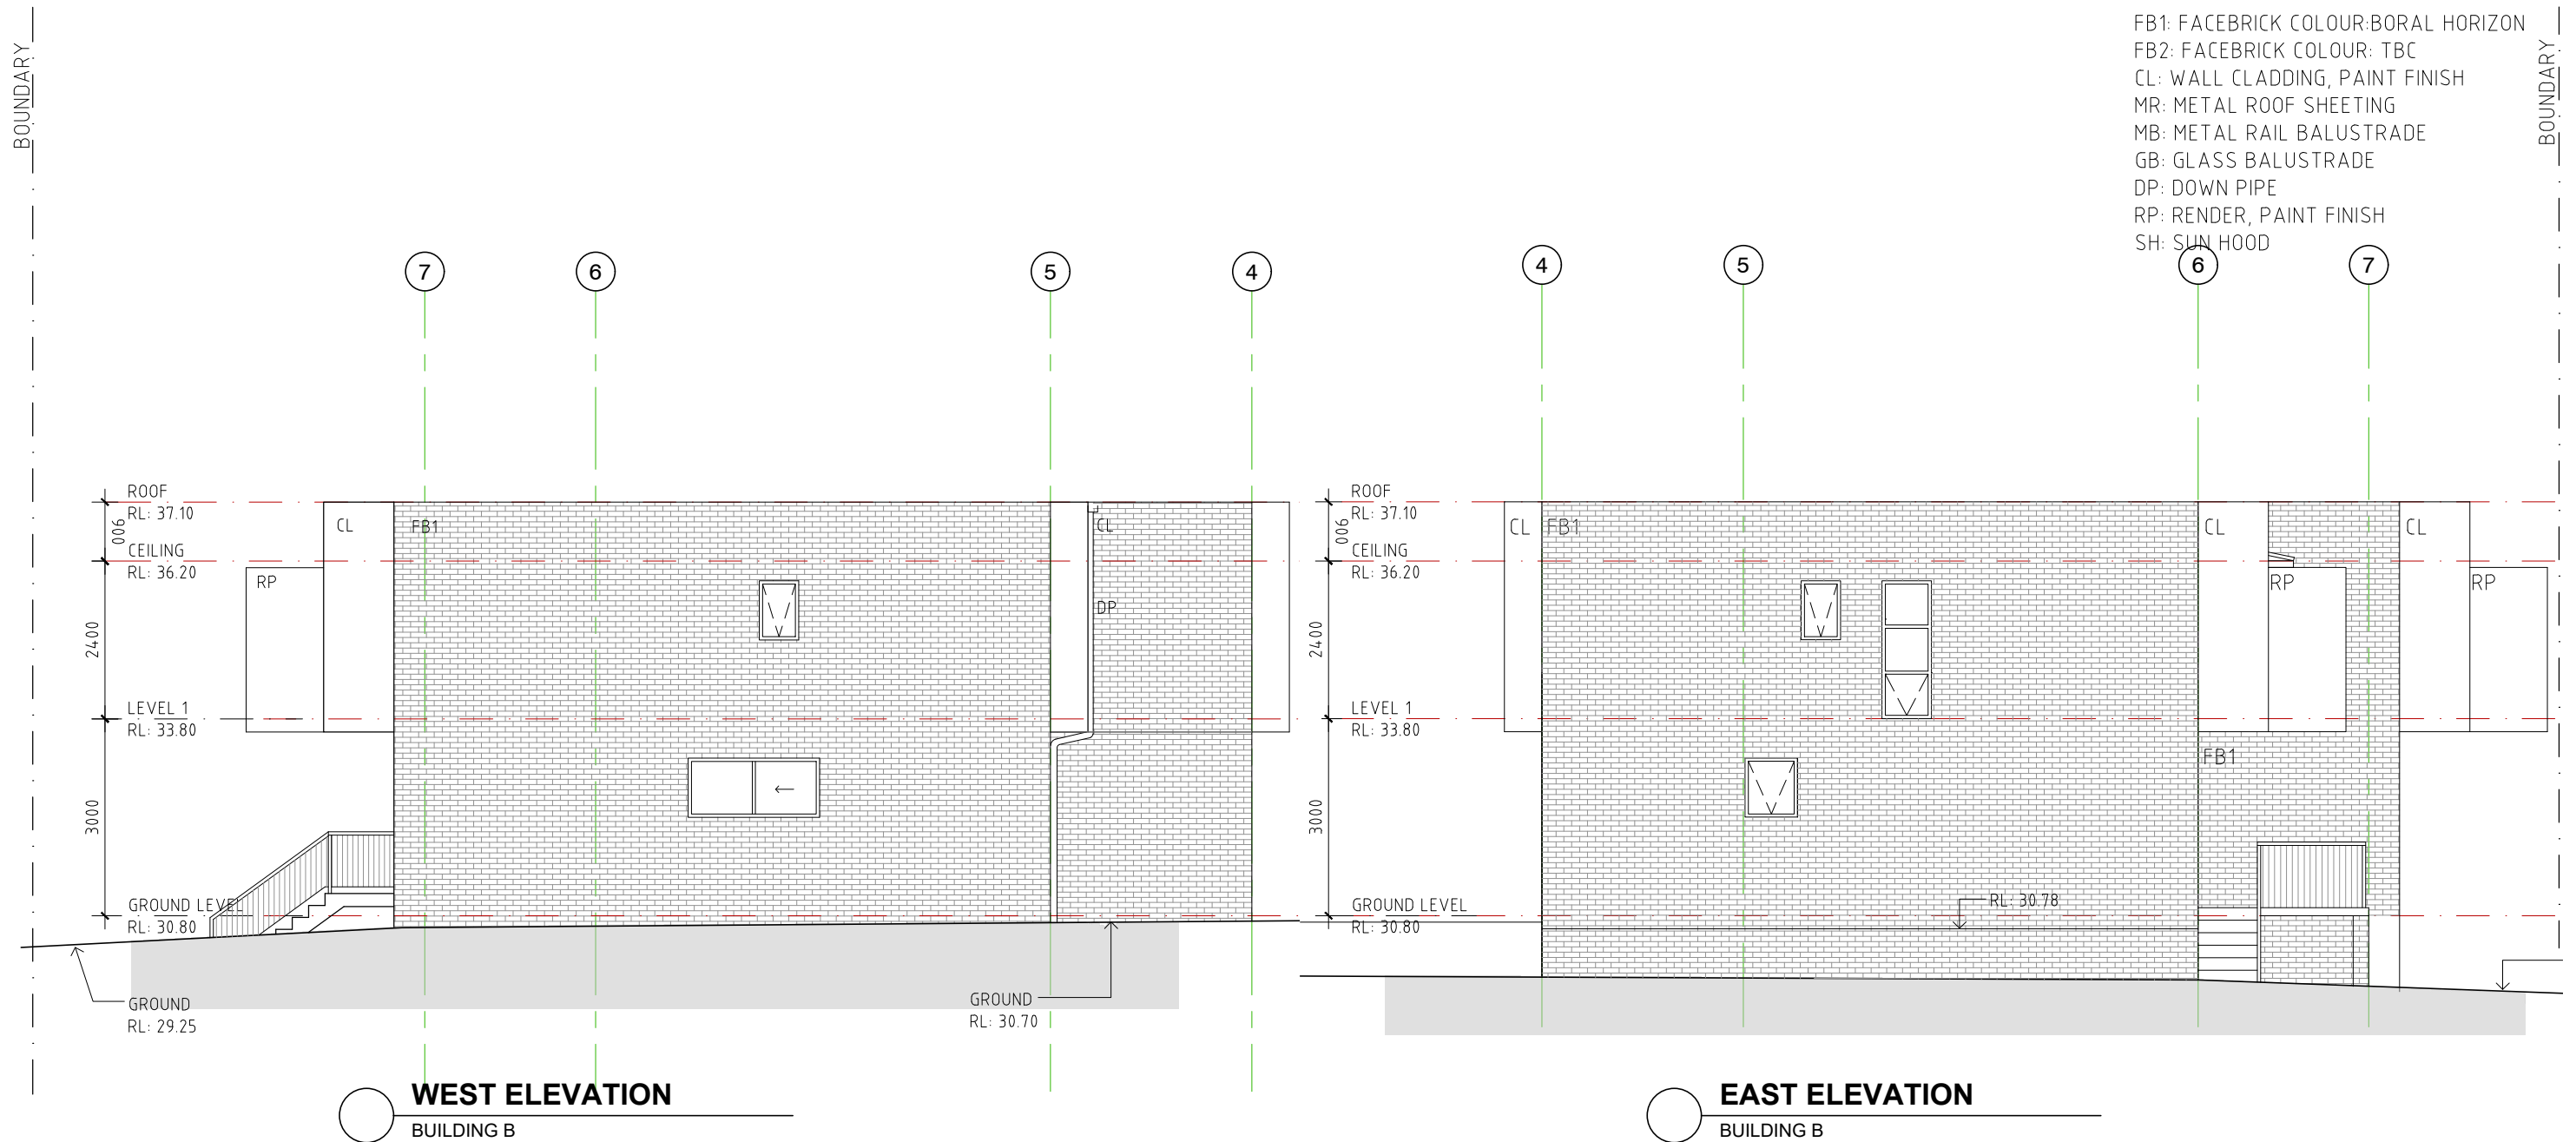 FB1: FACEBRICK COLOUR:BORAL HORIZON
FB2: FACEBRICK COLOUR: TBC
CL: WALL CLADDING, PAINT FINISH
MR: METAL ROOF SHEETING
MB: METAL RAIL BALUSTRADE
GB: GLASS BALUSTRADE
DP: DOWN PIPE
RP: RENDER, PAINT FINISH
SH: SUN HOOD
BOUNDARY
BOUNDARY
7
6
5
4
ROOF
RL: 37.10
900
CEILING
RL: 36.20
2400
LEVEL 1
RL: 33.80
3000
GROUND LEVEL
RL: 30.80
RP
CL
FB1
CL
DP
GROUND
RL: 29.25
GROUND
RL: 30.70
WEST ELEVATION
BUILDING B
4
5
6
7
ROOF
RL: 37.10
900
CEILING
RL: 36.20
2400
LEVEL 1
RL: 33.80
3000
GROUND LEVEL
RL: 30.80
CL
FB1
CL
RP
CL
RP
FB1
RL: 30.78
EAST ELEVATION
BUILDING B